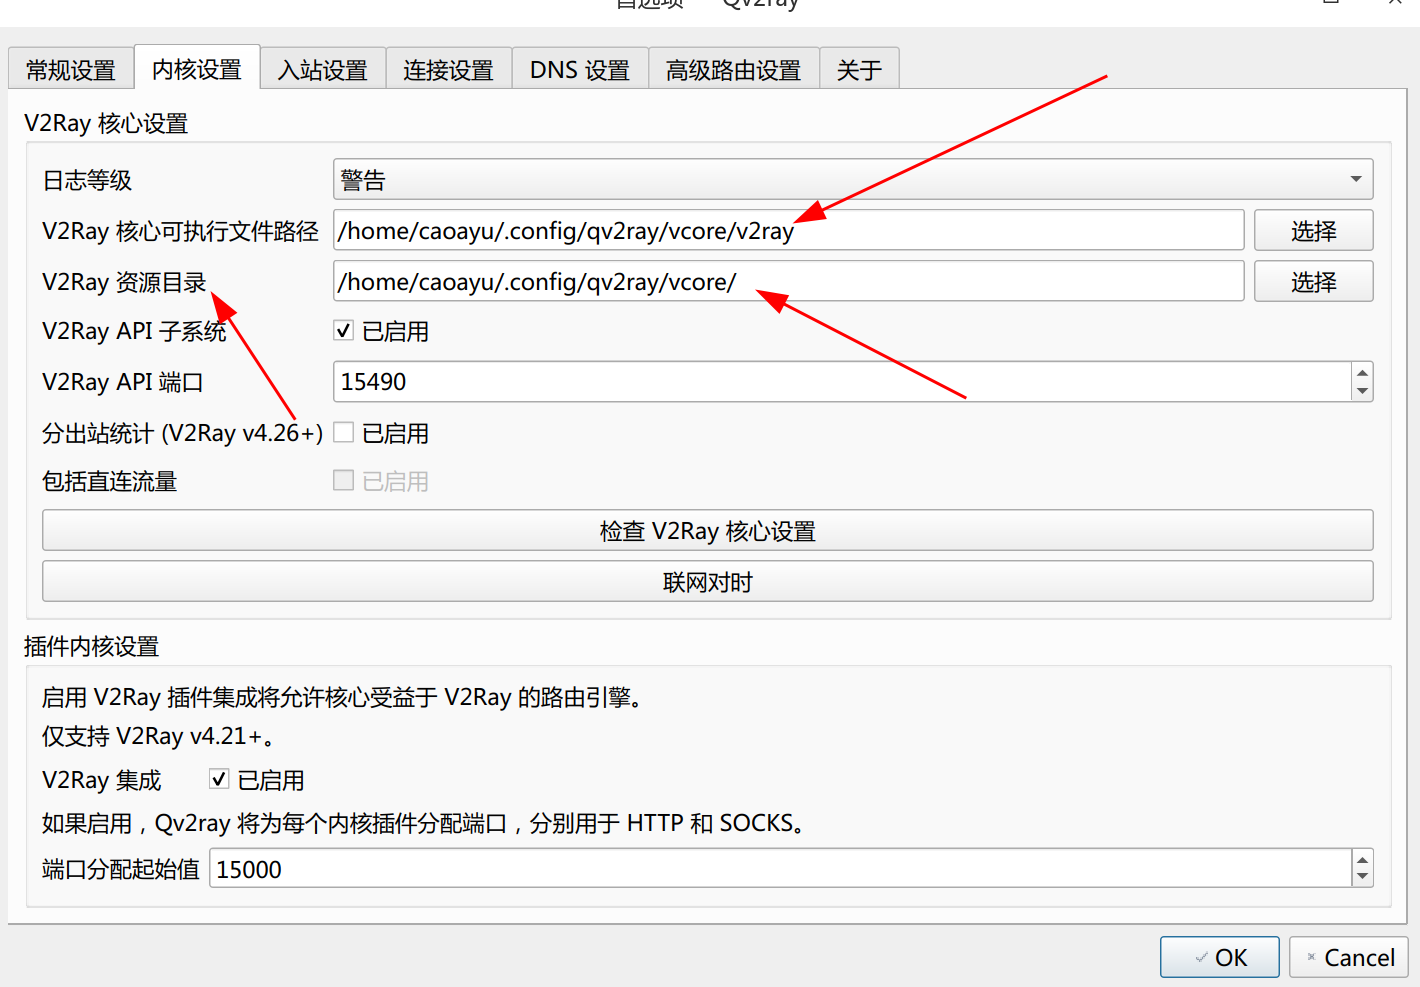 首选项 — Qv2ray
常规设置 内核设置 入站设置 连接设置 DNS 设置 高级路由设置 关于
V2Ray 核心设置
日志等级 警告
V2Ray 核心可执行文件路径 /home/caoayu/.config/qv2ray/vcore/v2ray 选择
V2Ray 资源目录 /home/caoayu/.config/qv2ray/vcore/ 选择
V2Ray API 子系统 已启用
V2Ray API 端口 15490
分出站统计 (V2Ray v4.26+) 已启用
包括直连流量 已启用
检查 V2Ray 核心设置
联网对时
插件内核设置
启用 V2Ray 插件集成将允许核心受益于 V2Ray 的路由引擎。
仅支持 V2Ray v4.21+。
V2Ray 集成 已启用
如果启用，Qv2ray 将为每个内核插件分配端口，分别用于 HTTP 和 SOCKS。
端口分配起始值 15000
OK Cancel